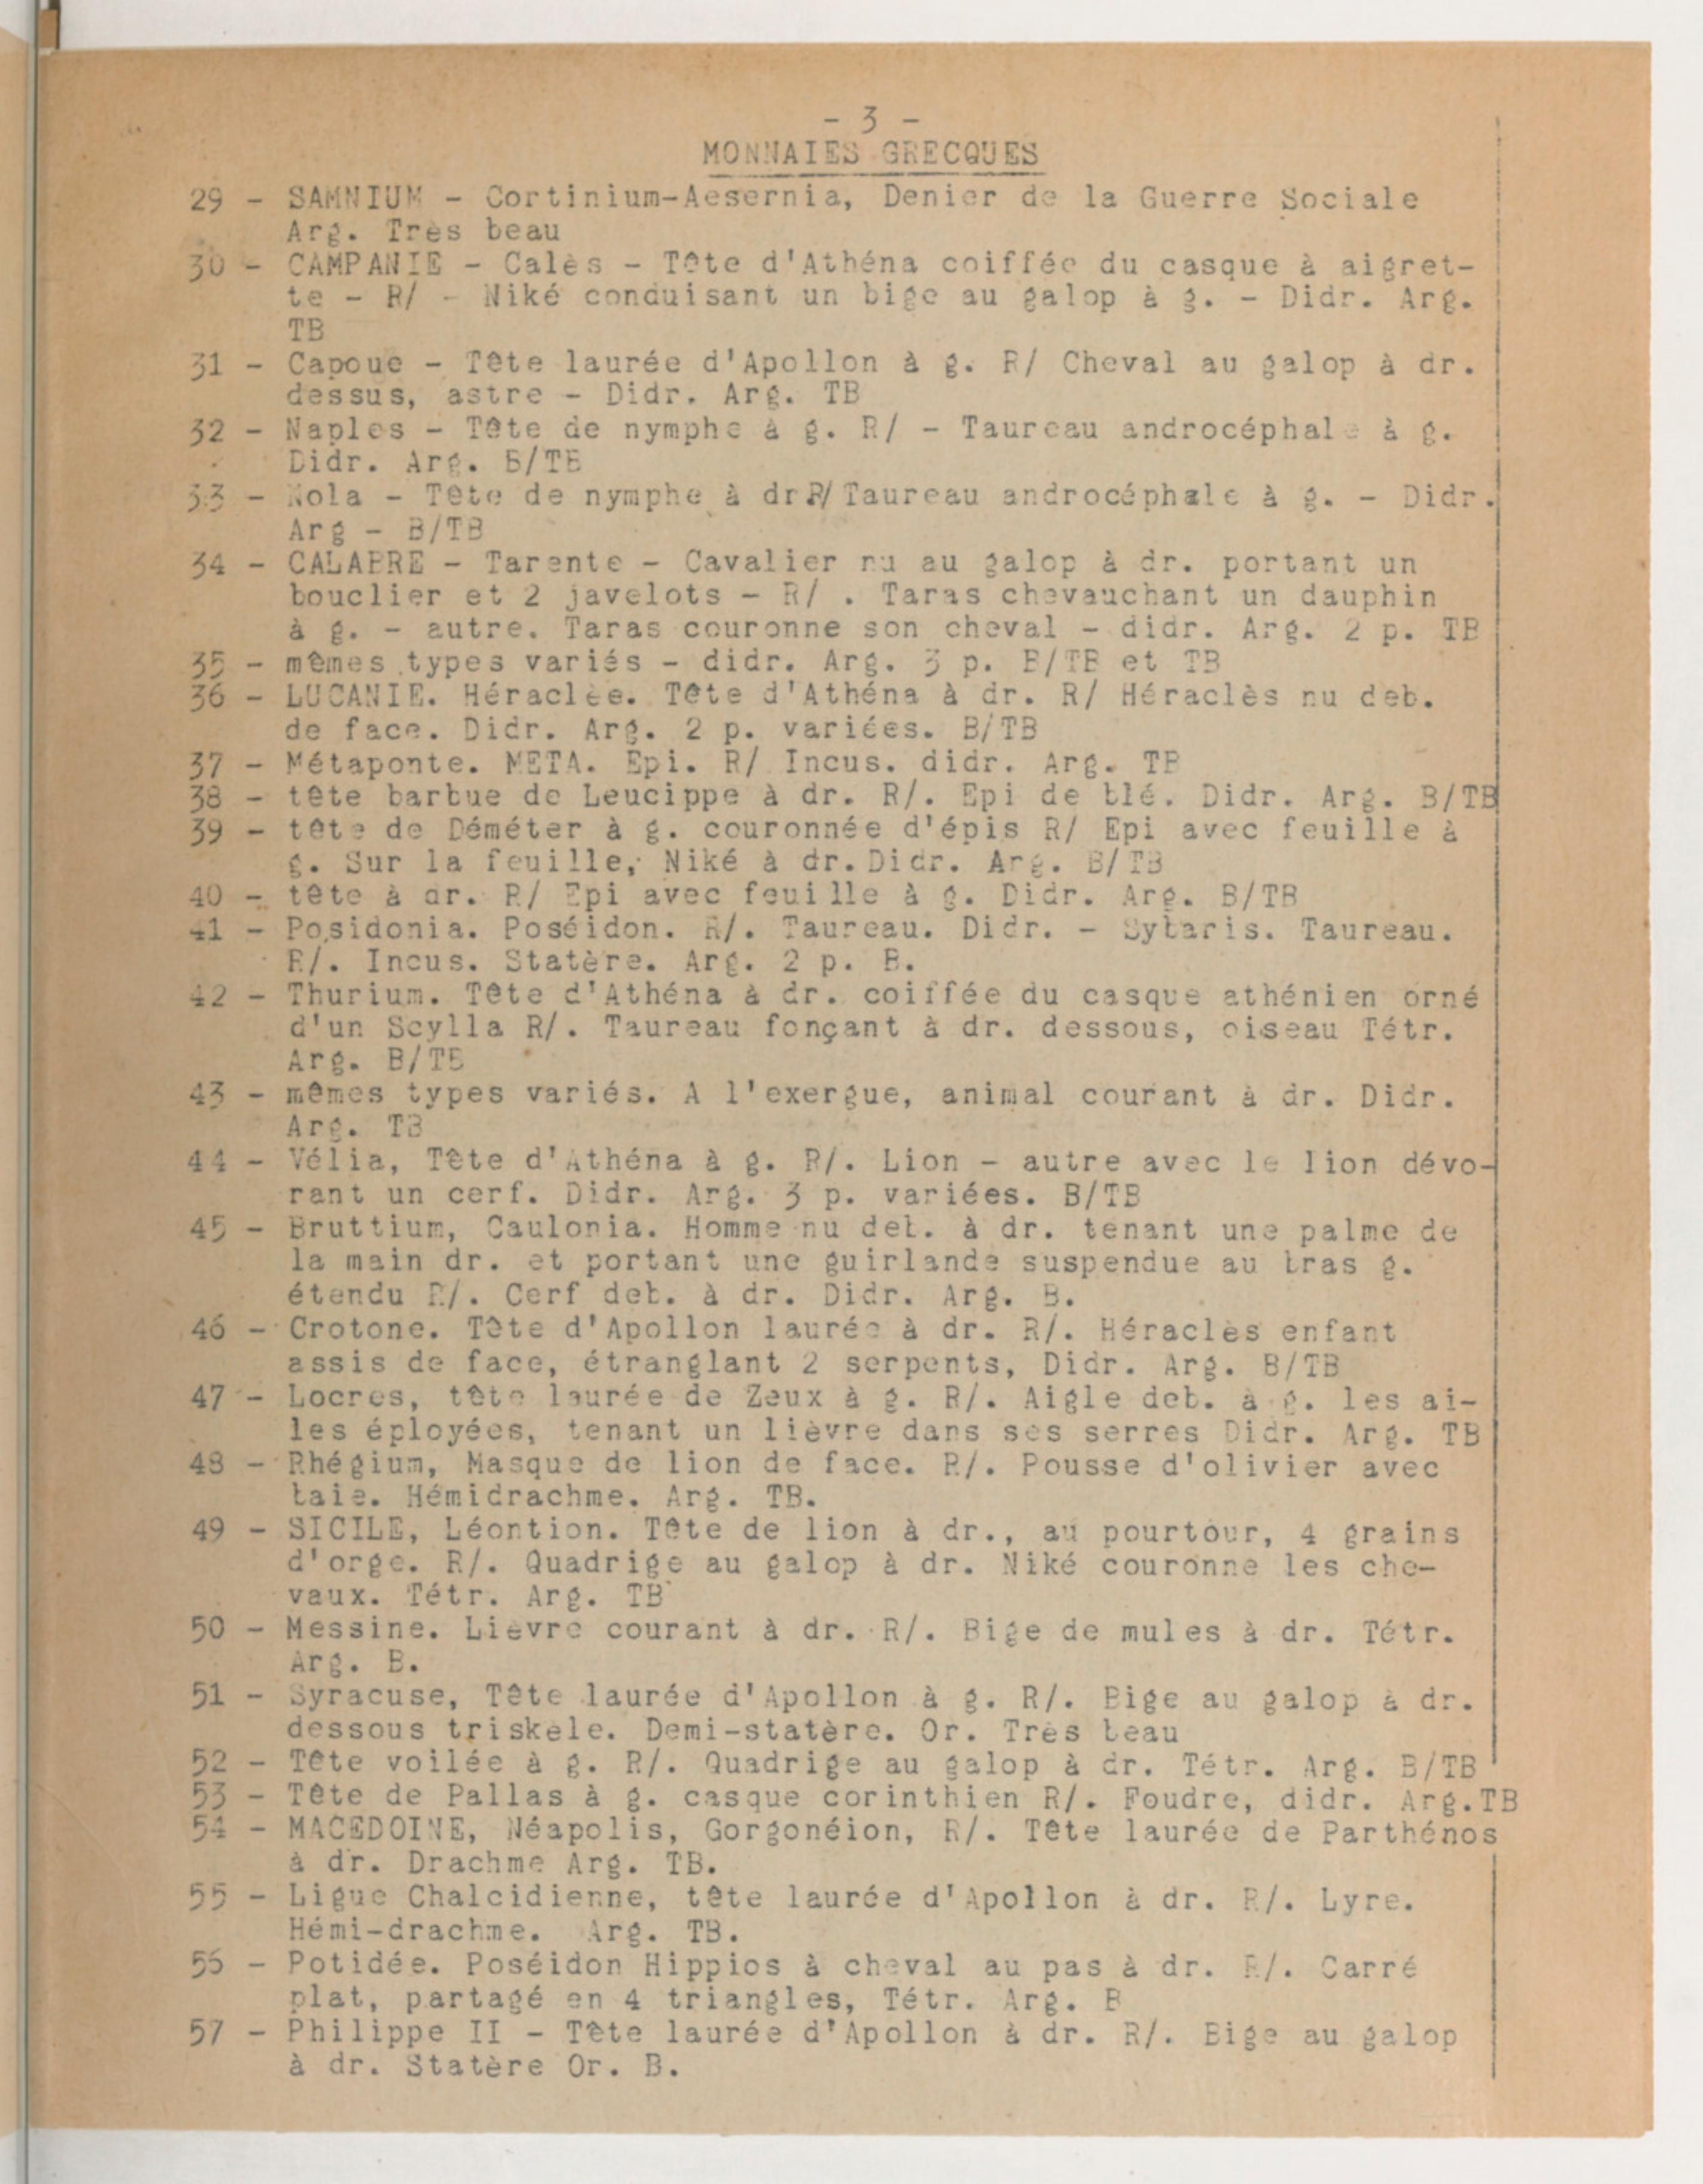 - 3 -
MONNAIES GRECQUES
29 - SAMNIUM - Cortinium-Aesernia, Denier de la Guerre Sociale
Arg. Très beau
30 - CAMPANIE - Calès - Tête d'Athéna coiffée du casque à aigret-
te - R/ - Niké conduisant un bige au galop à g. - Didr. Arg.
TB
31 - Capoue - Tête laurée d'Apollon à g. R/ Cheval au galop à dr.
dessus, astre - Didr. Arg. TB
32 - Naples - Tête de nymphe à g. R/ - Taureau androcéphale à g.
Didr. Arg. B/TB
33 - Nola - Tête de nymphe à dr R/ Taureau androcéphale à g. - Didr.
Arg - B/TB
34 - CALABRE - Tarente - Cavalier nu au galop à dr. portant un
bouclier et 2 javelots - R/ . Taras chevauchant un dauphin
à g. - autre. Taras couronne son cheval - didr. Arg. 2 p. TB
35 - mêmes types variés - didr. Arg. 3 p. B/TB et TB
36 - LUCANIE. Héraclée. Tête d'Athéna à dr. R/ Héraclès nu deb.
de face. Didr. Arg. 2 p. variées. B/TB
37 - Métaponte. META. Epi. R/ Incus. didr. Arg. TB
38 - tête barbue de Leucippe à dr. R/. Epi de blé. Didr. Arg. B/TB
39 - tête de Déméter à g. couronnée d'épis R/ Epi avec feuille à
g. Sur la feuille, Niké à dr. Didr. Arg. B/TB
40 - tête à dr. R/ Epi avec feuille à g. Didr. Arg. B/TB
41 - Posidonia. Poséidon. R/. Taureau. Didr. - Sybaris. Taureau.
R/. Incus. Statère. Arg. 2 p. B.
42 - Thurium. Tête d'Athéna à dr. coiffée du casque athénien orné
d'un Scylla R/. Taureau fonçant à dr. dessous, oiseau Tétr.
Arg. B/TB
43 - mêmes types variés. A l'exergue, animal courant à dr. Didr.
Arg. TB
44 - Vélia, Tête d'Athéna à g. R/. Lion - autre avec le lion dévo-
rant un cerf. Didr. Arg. 3 p. variées. B/TB
45 - Bruttium, Caulonia. Homme nu deb. à dr. tenant une palme de
la main dr. et portant une guirlande suspendue au bras g.
étendu R/. Cerf deb. à dr. Didr. Arg. B.
46 - Crotone. Tête d'Apollon laurée à dr. R/. Héraclès enfant
assis de face, étranglant 2 serpents, Didr. Arg. B/TB
47 - Locres, tête laurée de Zeux à g. R/. Aigle deb. à g. les ai-
les éployées, tenant un lièvre dans ses serres Didr. Arg. TB
48 - Rhégium, Masque de lion de face. R/. Pousse d'olivier avec
baie. Hémidrachme. Arg. TB.
49 - SICILE, Léontion. Tête de lion à dr., au pourtour, 4 grains
d'orge. R/. Quadrige au galop à dr. Niké couronne les che-
vaux. Tétr. Arg. TB
50 - Messine. Lièvre courant à dr. R/. Bige de mules à dr. Tétr.
Arg. B.
51 - Syracuse, Tête laurée d'Apollon à g. R/. Bige au galop à dr.
dessous triskèle. Demi-statère. Or. Très beau
52 - Tête voilée à g. R/. Quadrige au galop à dr. Tétr. Arg. B/TB
53 - Tête de Pallas à g. casque corinthien R/. Foudre, didr. Arg.TB
54 - MACEDOINE, Néapolis, Gorgonéion, R/. Tête laurée de Parthénos
à dr. Drachme Arg. TB.
55 - Ligue Chalcidienne, tête laurée d'Apollon à dr. R/. Lyre.
Hémi-drachme. Arg. TB.
56 - Potidée. Poséidon Hippios à cheval au pas à dr. R/. Carré
plat, partagé en 4 triangles, Tétr. Arg. B
57 - Philippe II - Tête laurée d'Apollon à dr. R/. Bige au galop
à dr. Statère Or. B.